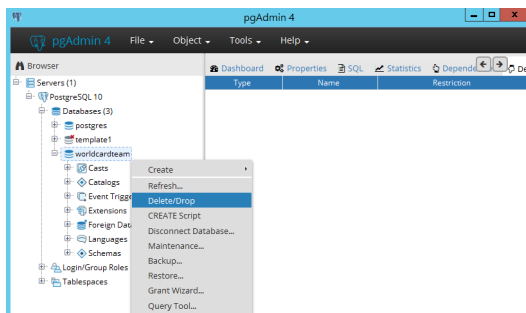 pgAdmin 4
pgAdmin 4 File Object Tools Help
Browser
Dashboard Properties SQL Statistics Depende De
Type Name Restriction
Servers (1)
PostgreSQL 10
Databases (3)
postgres
template1
worldcardteam
Casts
Catalogs
Event Trigge
Extensions
Foreign Dat
Languages
Schemas
Login/Group Roles
Tablespaces
Create
Refresh...
Delete/Drop
CREATE Script
Disconnect Database...
Maintenance...
Backup...
Restore...
Grant Wizard...
Query Tool...